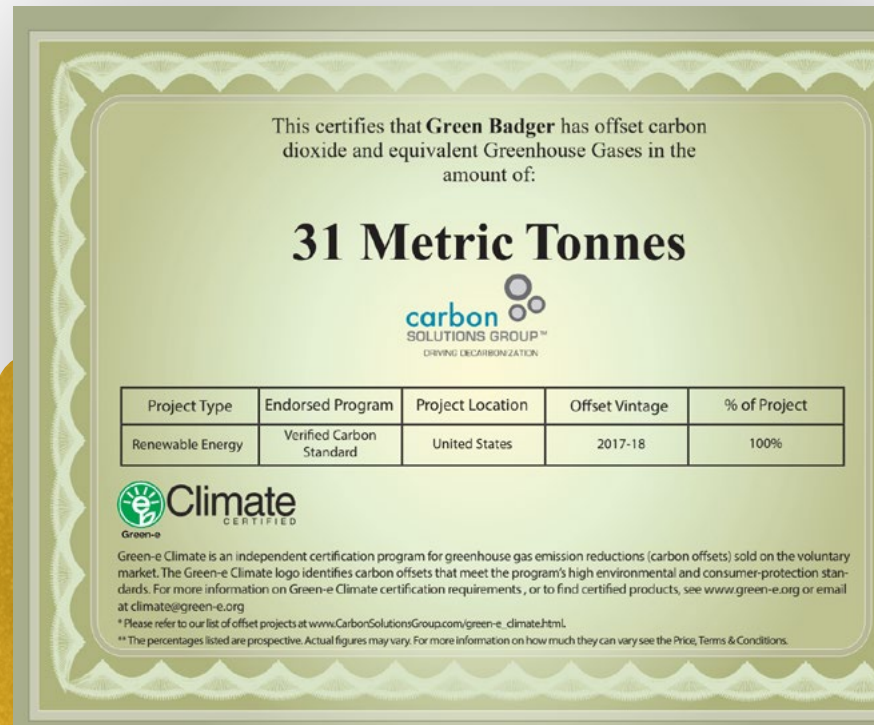 This certifies that Green Badger has offset carbon
dioxide and equivalent Greenhouse Gases in the
amount of:
31 Metric Tonnes
carbon
SOLUTIONS GROUP™
DRIVING DECARBONIZATION
Project Type Endorsed Program Project Location Offset Vintage % of Project
Renewable Energy Verified Carbon Standard United States 2017-18 100%
Climate
CERTIFIED
Green-e
Green-e Climate is an independent certification program for greenhouse gas emission reductions (carbon offsets) sold on the voluntary
market. The Green-e Climate logo identifies carbon offsets that meet the program's high environmental and consumer-protection stan-
dards. For more information on Green-e Climate certification requirements , or to find certified products, see www.green-e.org or email
at climate@green-e.org
* Please refer to our list of offset projects at www.CarbonSolutionsGroup.com/green-e_climate.html.
** The percentages listed are prospective. Actual figures may vary. For more information on how much they can vary see the Price, Terms & Conditions.